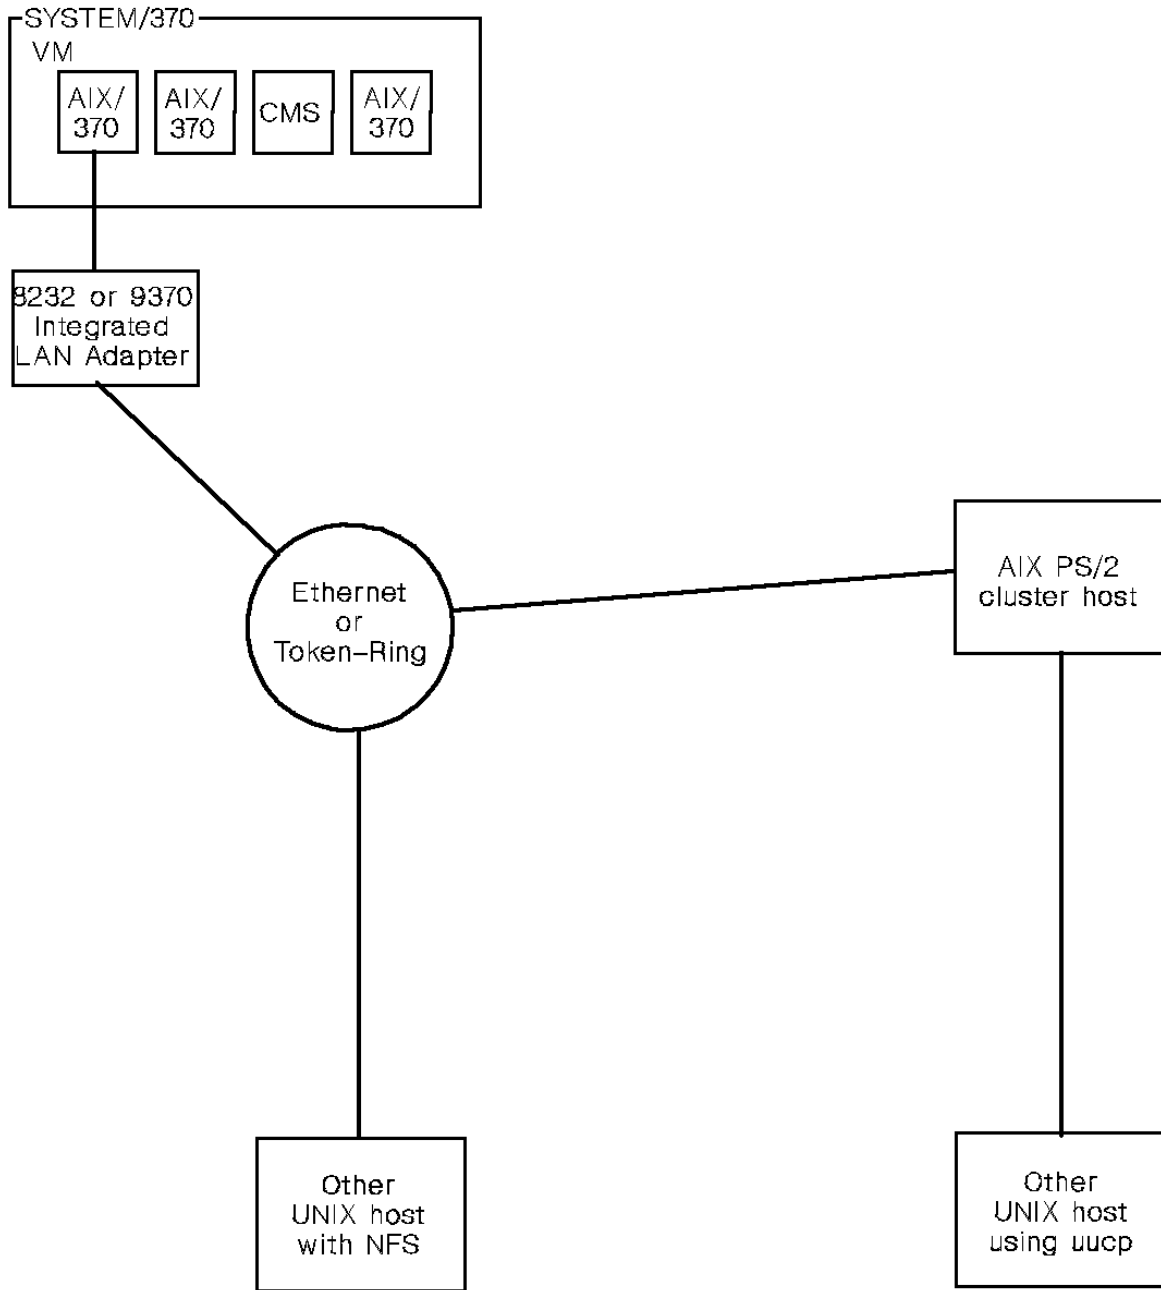 SYSTEM/370
VM
AIX/
370
AIX/
370
CMS
AIX/
370
8232 or 9370
Integrated
LAN Adapter
Ethernet
or
Token-Ring
AIX PS/2
cluster host
Other
UNIX host
with NFS
Other
UNIX host
using uucp